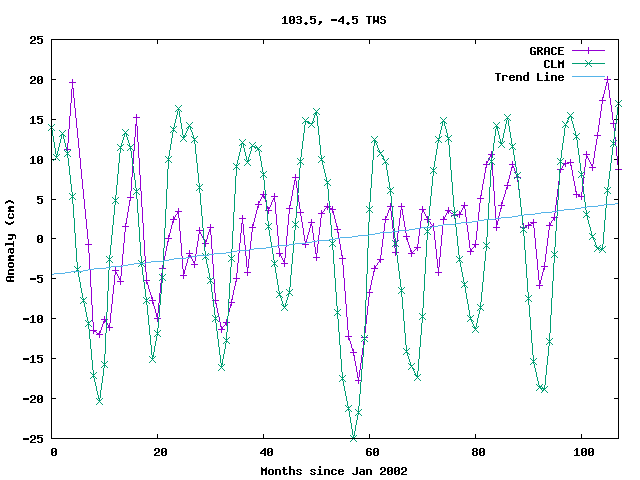 103.5, -4.5 TWS
25
20
15
10
5
0
-5
-10
-15
-20
-25
Anomaly (cm)
GRACE
CLM
Trend Line
0 20 40 60 80 100
Months since Jan 2002